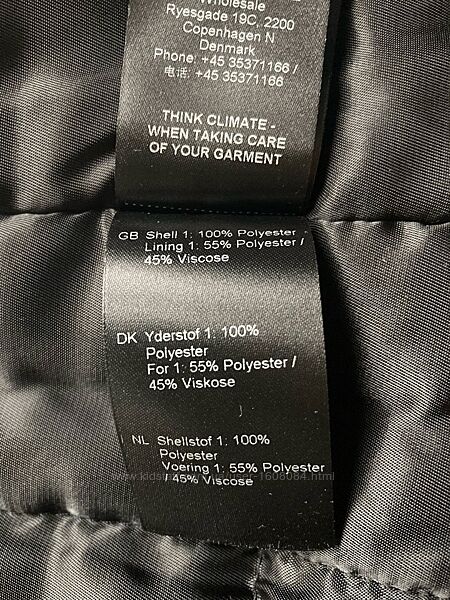 Wholesale
Ryesgade 19C. 2200
Copenhagen N
Denmark
Phone: +45 35371166 /
电话: +45 35371166
THINK CLIMATE -
WHEN TAKING CARE
OF YOUR GARMENT
GB Shell 1: 100% Polyester
Lining 1: 55% Polyester /
45% Viscose
DK Yderstof 1: 100%
Polyester
For 1: 55% Polyester /
45% Viskose
NL Shellstof 1: 100%
Polyester
Voering 1: 55% Polyester
/ 45% Viscose